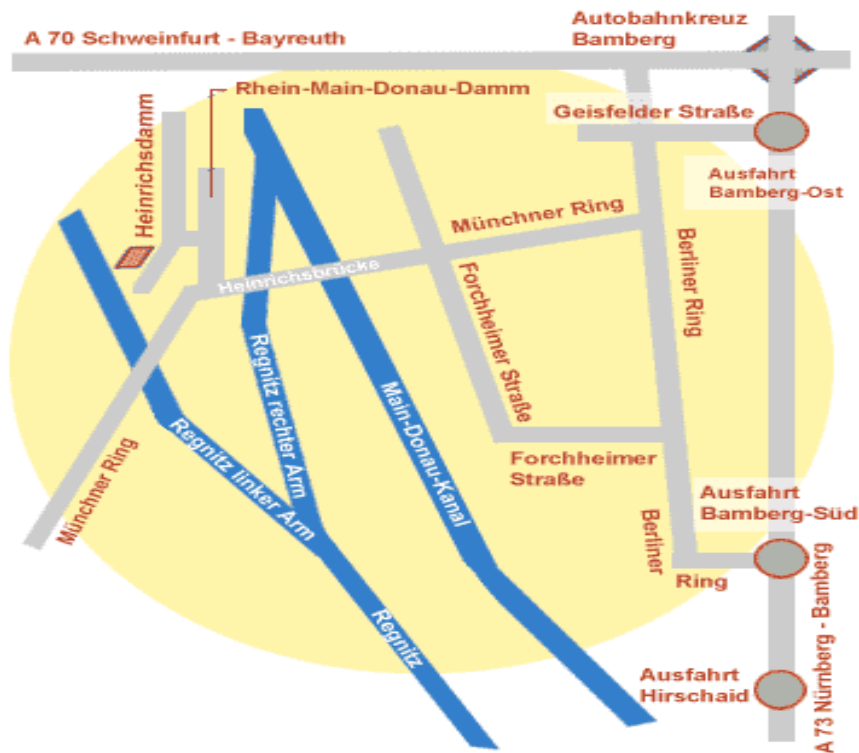 Autobahnkreuz
Bamberg
A 70 Schweinfurt - Bayreuth
Rhein-Main-Donau-Damm
Geisfelder Straße
Heinrichsdamm
Ausfahrt
Bamberg-Ost
Münchner Ring
Heinrichsbrücke
Berliner Ring
Forchheimer Straße
Regnitz rechter Arm
Main-Donau-Kanal
Regnitz linker Arm
Münchner Ring
Forchheimer
Straße
Ausfahrt
Bamberg-Süd
Berliner
Ring
Regnitz
A 73 Nürnberg - Bamberg
Ausfahrt
Hirschaid